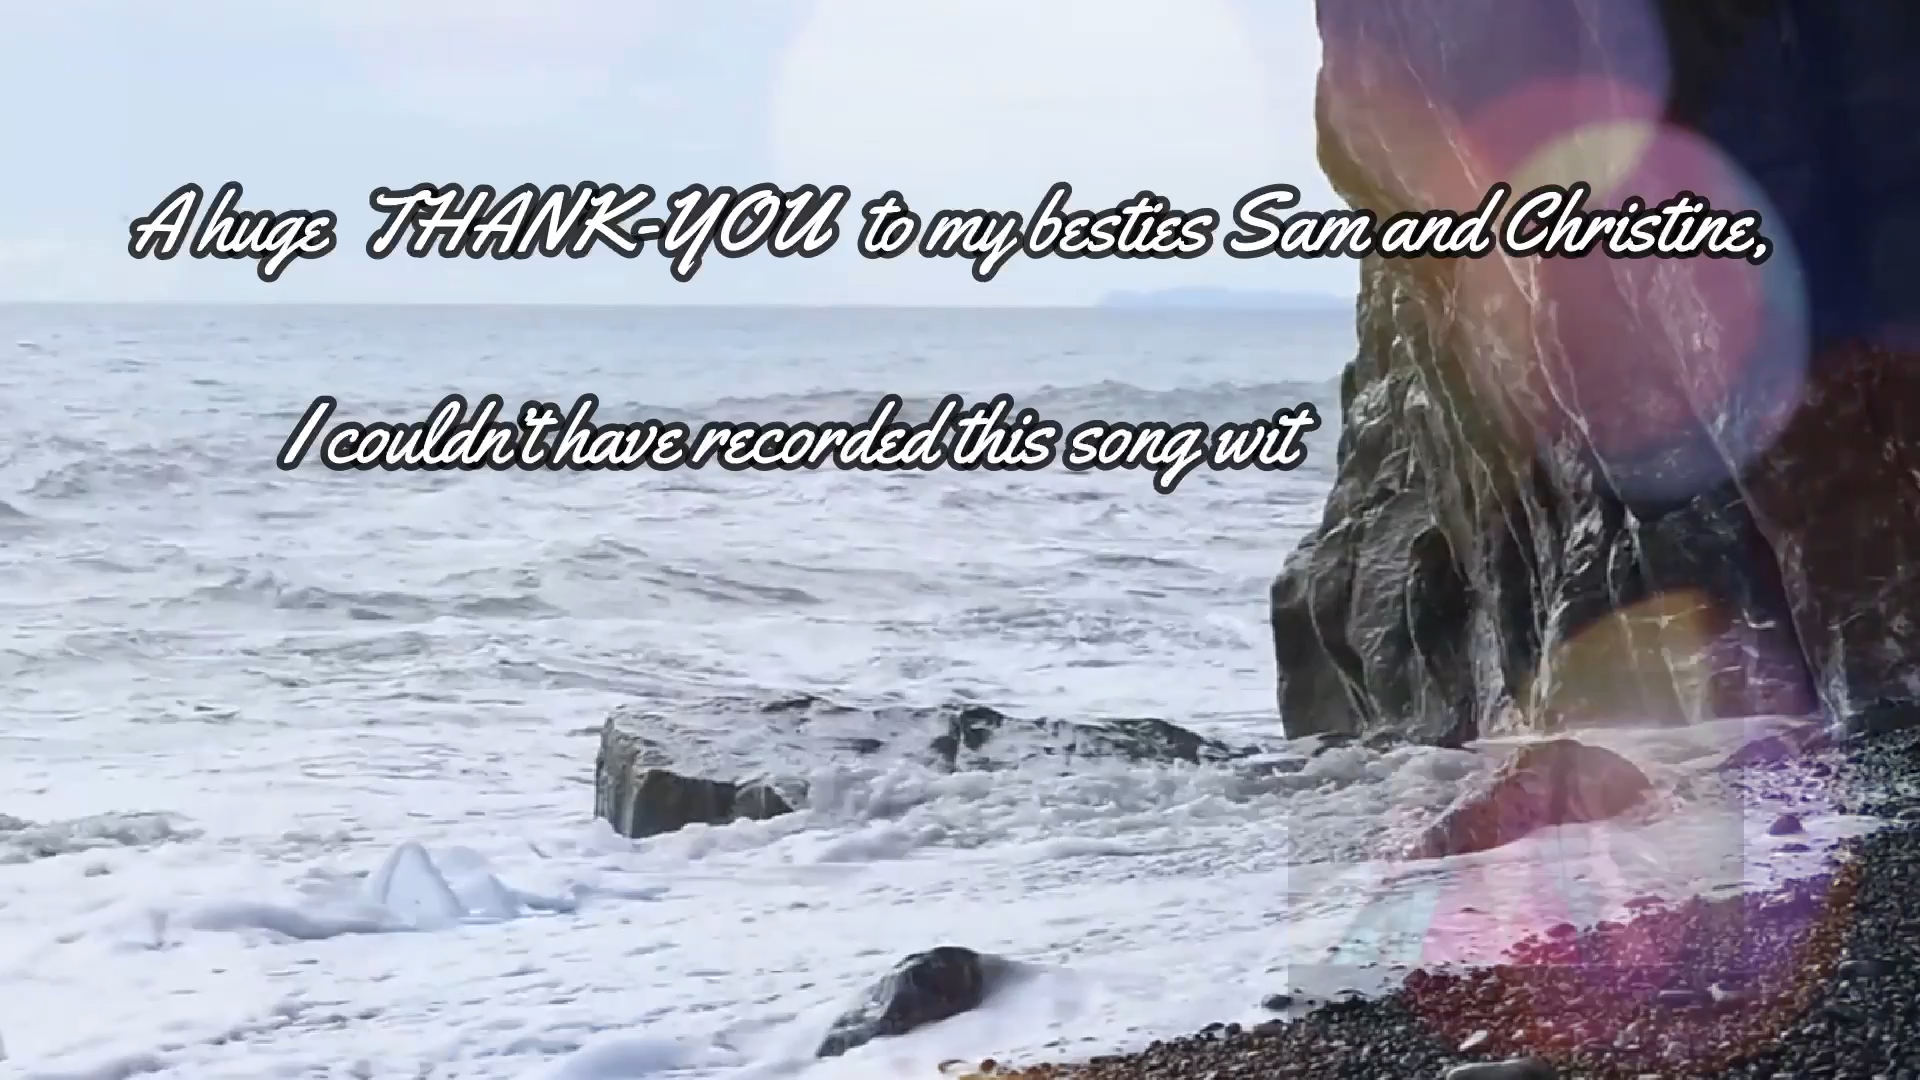 A huge THANK-YOU to my besties Sam and Christine,
I couldn't have recorded this song wit